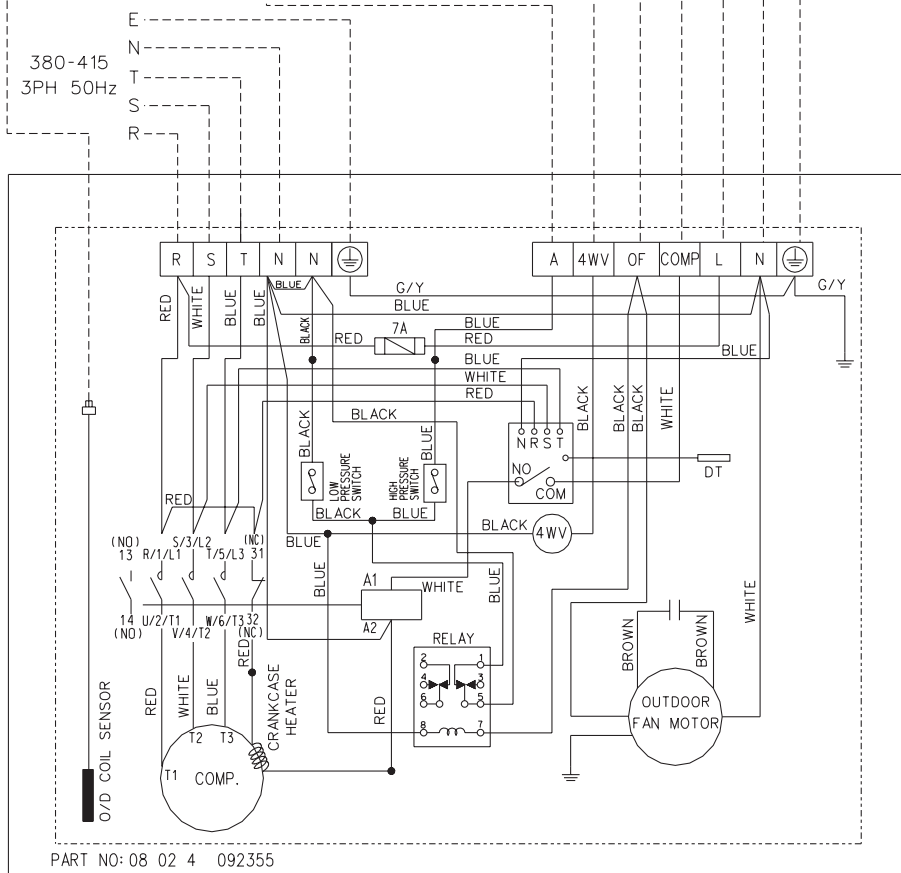 E
N
380-415
3PH 50Hz
T
S
R
R S T N N
A 4WV OF COMP L N
G/Y
BLUE
G/Y
BLUE
RED
WHITE
BLUE
BLUE
BLACK
7A
RED
BLUE
RED
BLUE
BLUE
WHITE
RED
BLACK
BLACK
BLUE
BLACK
BLACK
BLACK
WHITE
N R S T
NO
COM
DT
LOW PRESSURE SWITCH
HIGH PRESSURE SWITCH
RED
BLACK
BLUE
BLUE
BLACK
4WV
(NO) 13
R/1/L1
S/3/L2
T/5/L3
(NC) 31
14 (NO)
U/2/T1
V/4/T2
W/6/T3
32 (NC)
A1
WHITE
A2
BLUE
BLUE
WHITE
RELAY
2 1
4 3
6 5
8 7
BROWN
BROWN
OUTDOOR
FAN MOTOR
RED
RED
WHITE
BLUE
CRANKCASE HEATER
RED
T1
T2
T3
COMP.
O/D COIL SENSOR
PART NO: 08 02 4 092355